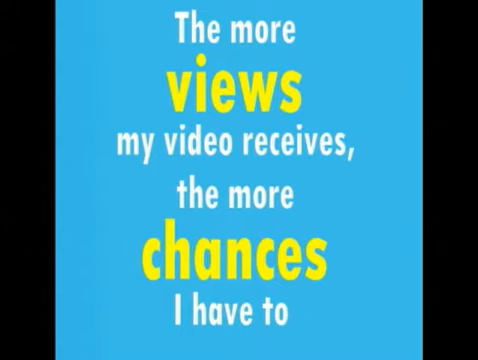 The more
views
my video receives,
the more
chances
I have to